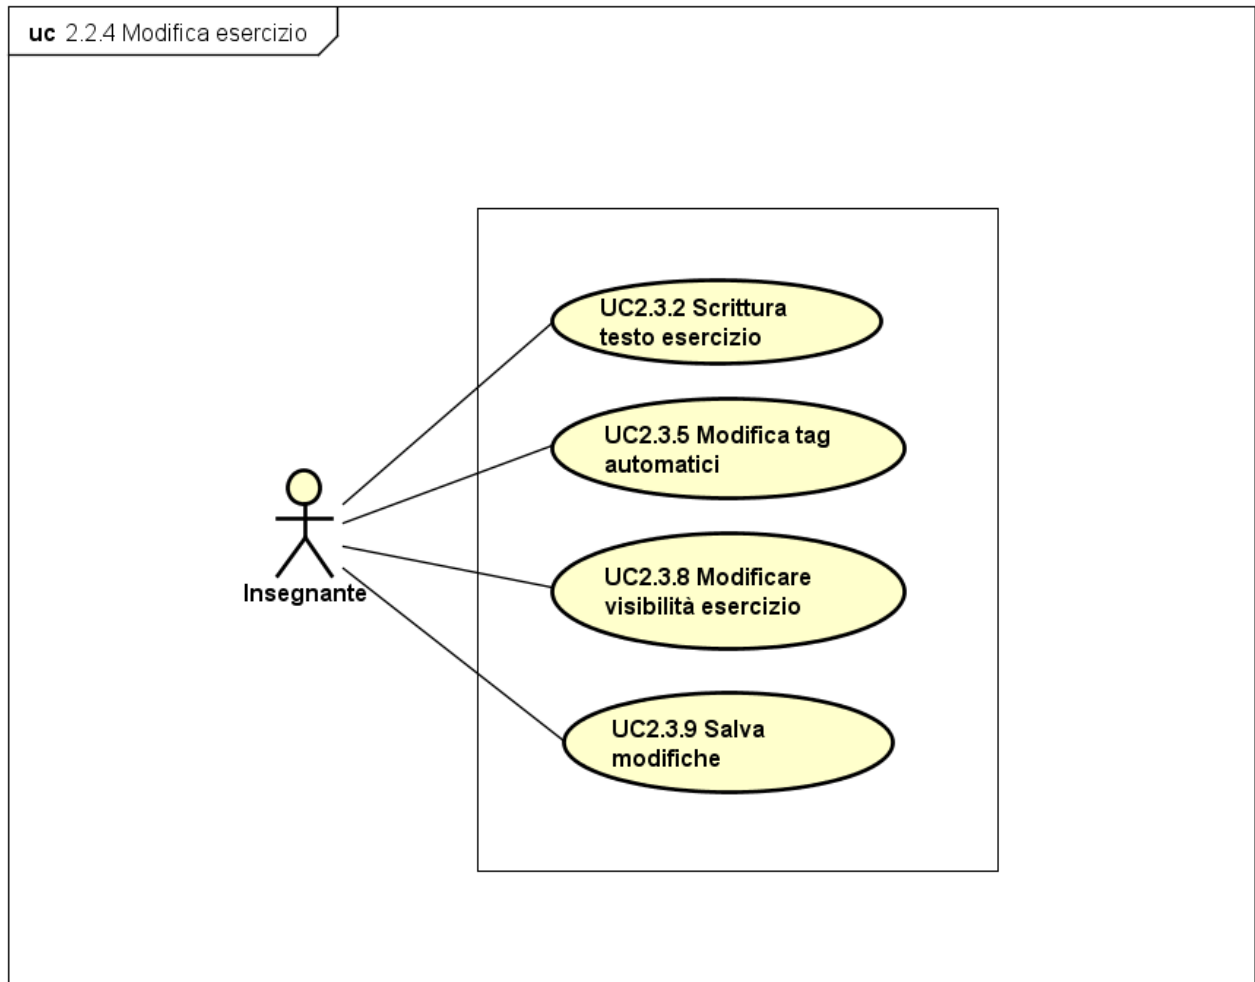 uc 2.2.4 Modifica esercizio
UC2.3.2 Scrittura
testo esercizio
UC2.3.5 Modifica tag
automatici
Insegnante
UC2.3.8 Modificare
visibilità esercizio
UC2.3.9 Salva
modifiche